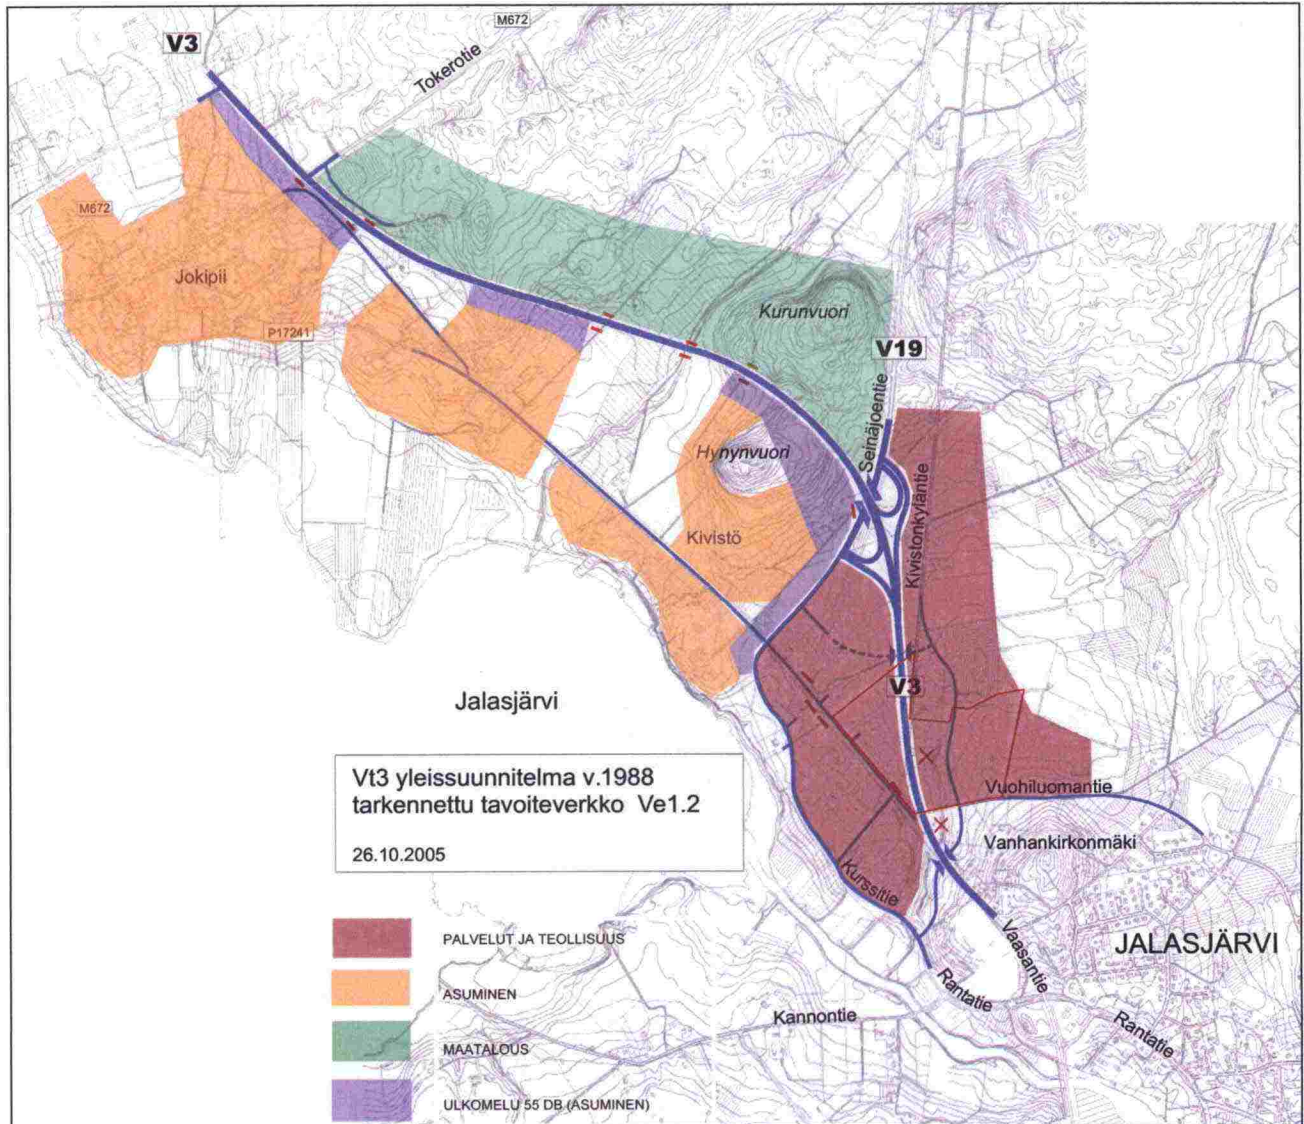 M672
V3
Tokerotie
M672
Jokipii
Kurunvuori
P17241
V19
Seinäjoentie
Hynynvuori
Kivistonkyläntie
Kivistö
V3
Jalasjärvi
Vt3 yleissuunnitelma v.1988
tarkennettu tavoiteverkko Ve1.2
26.10.2005
Vuohiluomantie
Vanhankirkonmäki
Kurssitie
PALVELUT JA TEOLLISUUS
JALASJÄRVI
Vaasantie
ASUMINEN
Rantatie
Kannontie
Rantatie
MAATALOUS
ULKOMELU 55 DB (ASUMINEN)